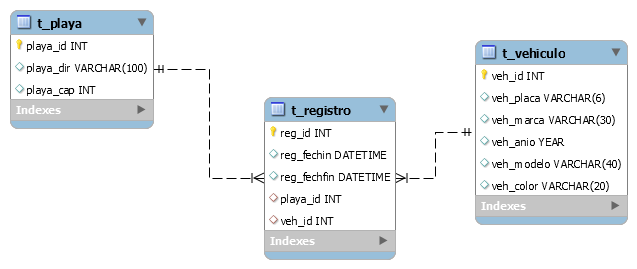 t_playa
playa_id INT
playa_dir VARCHAR(100)
playa_cap INT
Indexes
t_registro
reg_id INT
reg_fechin DATETIME
reg_fechfin DATETIME
playa_id INT
veh_id INT
Indexes
t_vehiculo
veh_id INT
veh_placa VARCHAR(6)
veh_marca VARCHAR(30)
veh_anio YEAR
veh_modelo VARCHAR(40)
veh_color VARCHAR(20)
Indexes